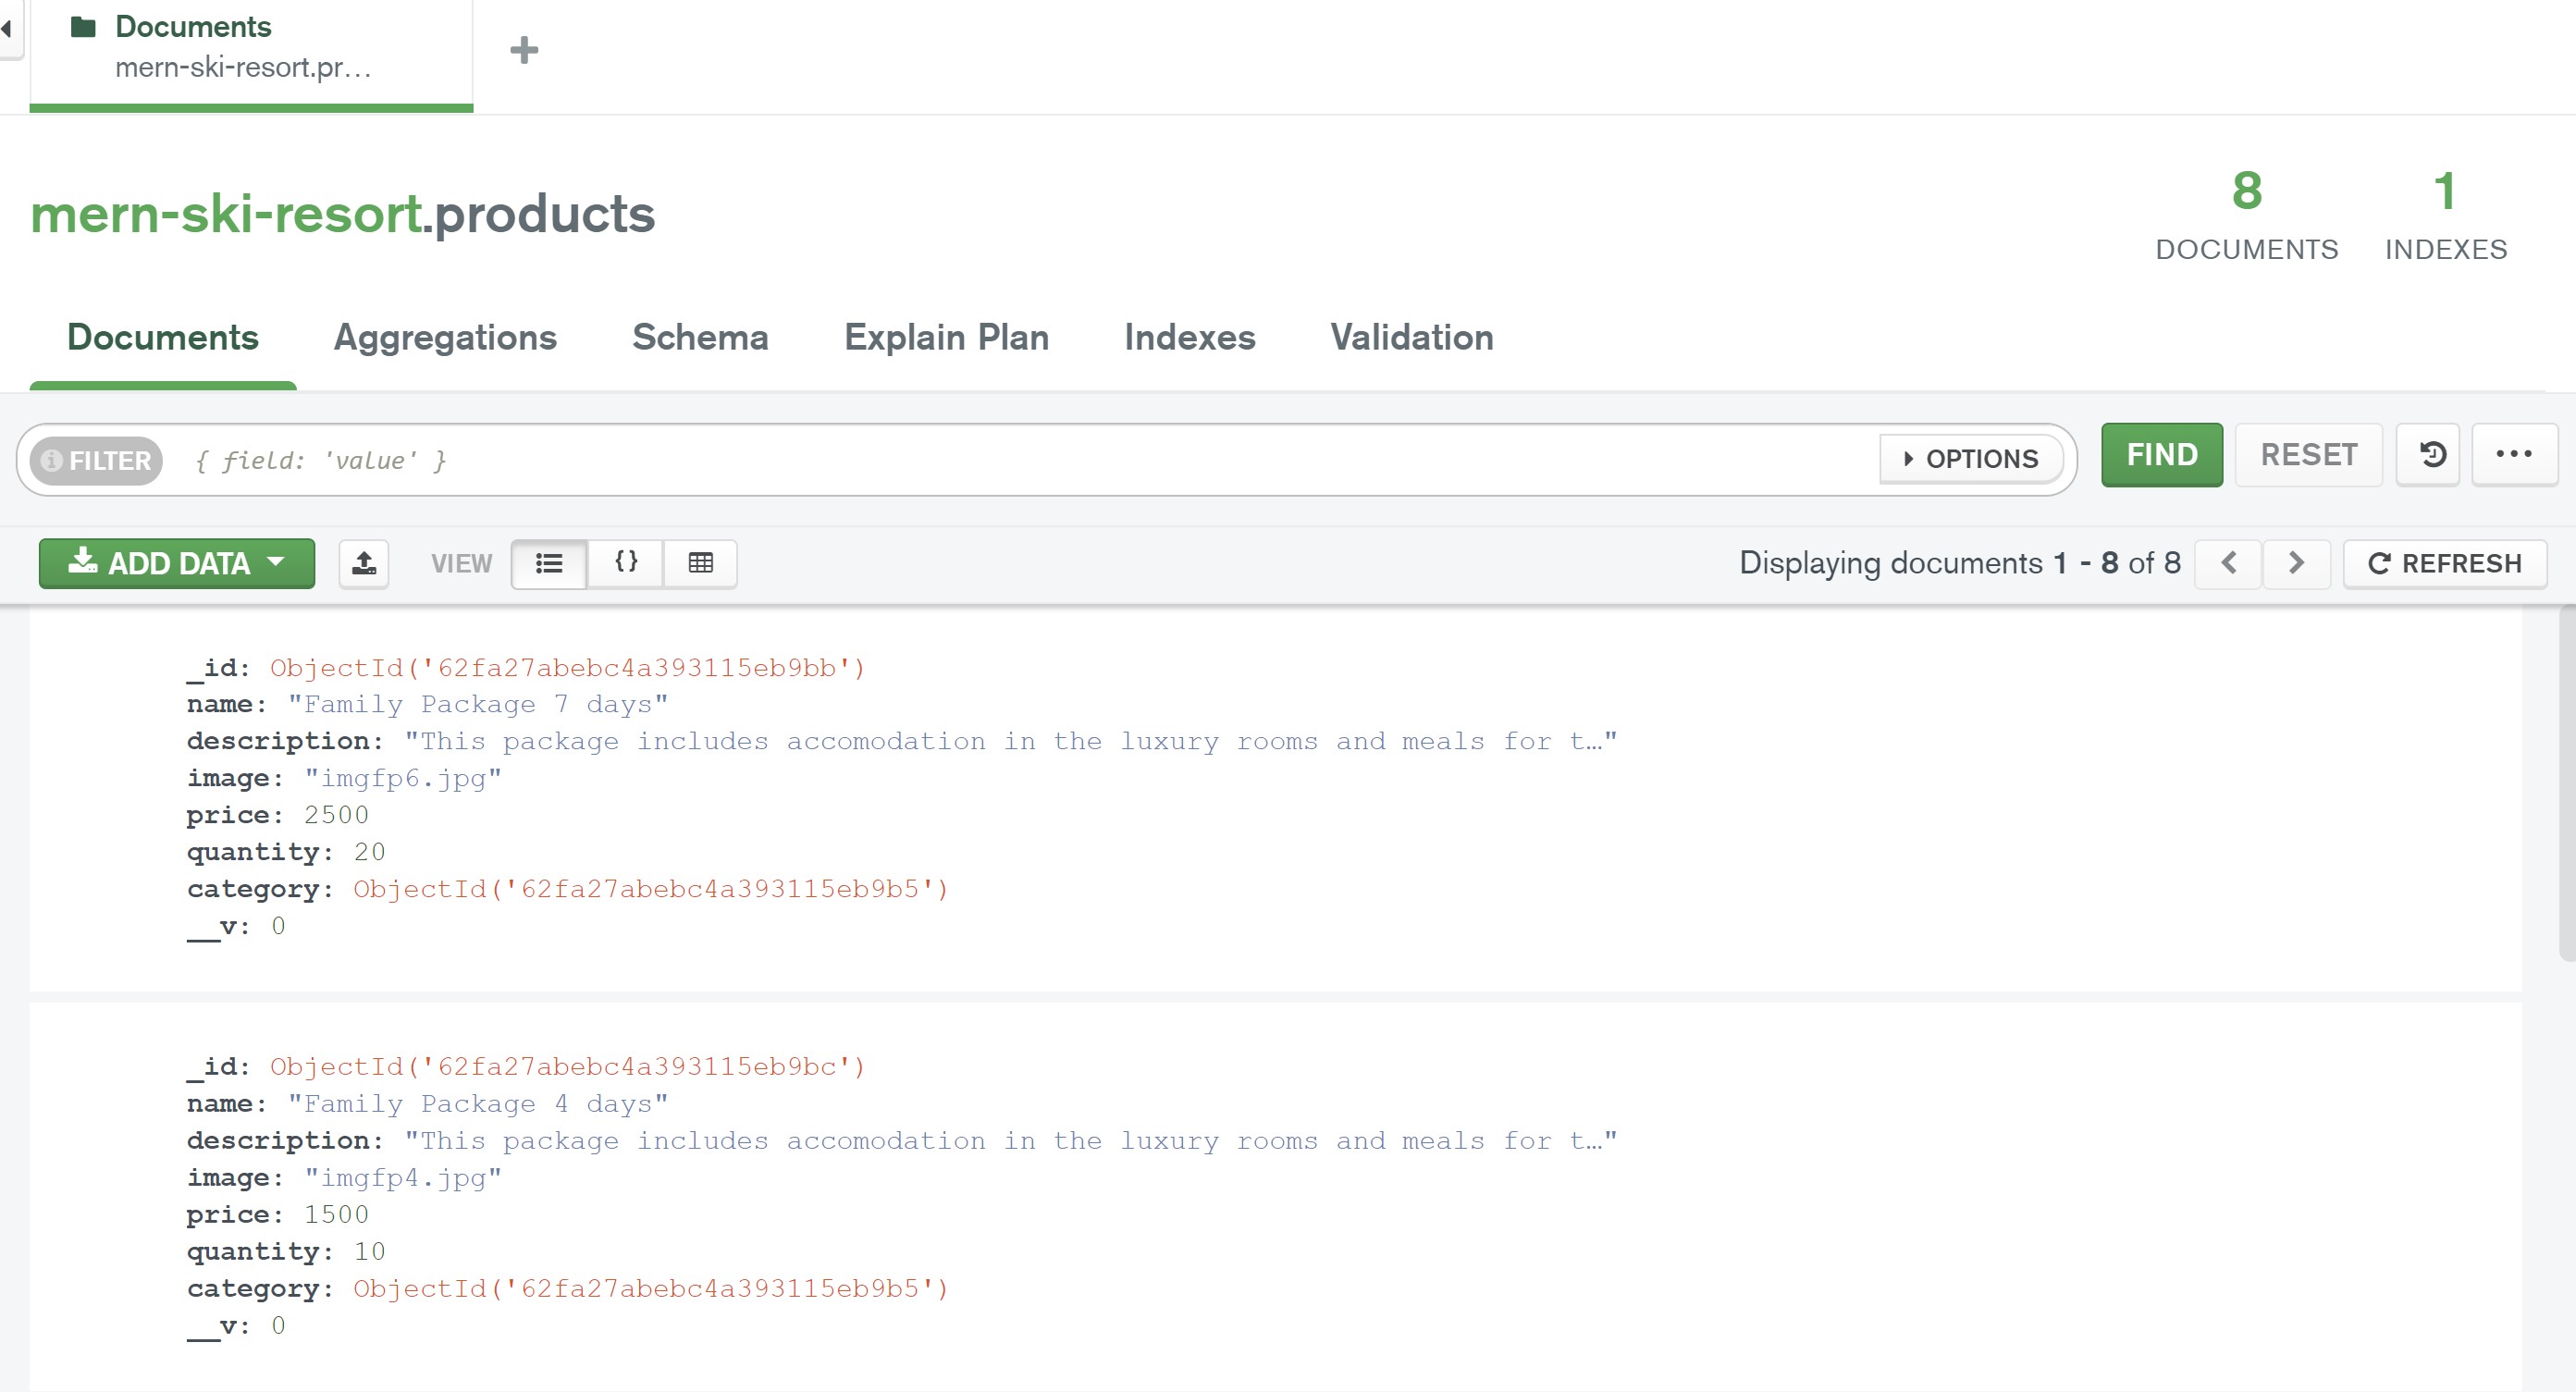 Documents
mern-ski-resort.pr...
mern-ski-resort.products
8
DOCUMENTS
1
INDEXES
Documents Aggregations Schema Explain Plan Indexes Validation
FILTER { field: 'value' } OPTIONS FIND RESET
ADD DATA VIEW { } Displaying documents 1 - 8 of 8 REFRESH
_id: ObjectId('62fa27abebc4a393115eb9bb')
name: "Family Package 7 days"
description: "This package includes accomodation in the luxury rooms and meals for t…"
image: "imgfp6.jpg"
price: 2500
quantity: 20
category: ObjectId('62fa27abebc4a393115eb9b5')
__v: 0
_id: ObjectId('62fa27abebc4a393115eb9bc')
name: "Family Package 4 days"
description: "This package includes accomodation in the luxury rooms and meals for t…"
image: "imgfp4.jpg"
price: 1500
quantity: 10
category: ObjectId('62fa27abebc4a393115eb9b5')
__v: 0